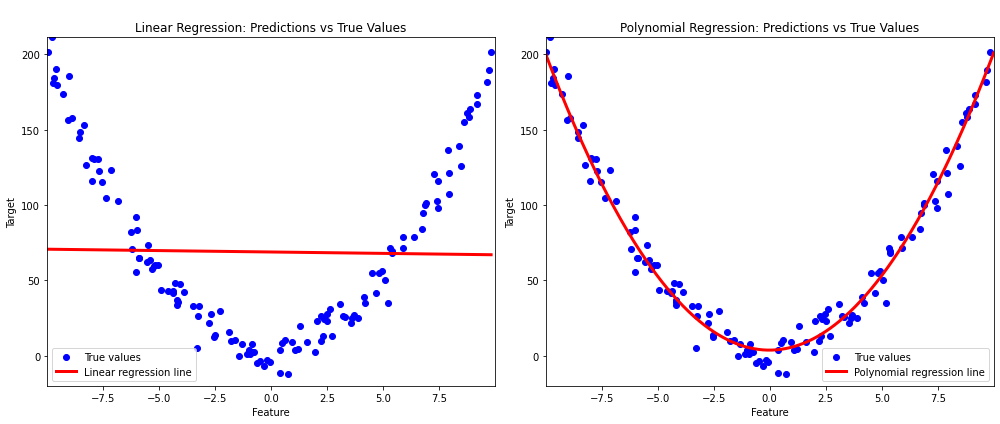 Linear Regression: Predictions vs True Values
200
150
100
50
0
Target
−7.5
−5.0
−2.5
0.0
2.5
5.0
7.5
Feature
True values
Linear regression line
Polynomial Regression: Predictions vs True Values
200
150
100
50
0
Target
−7.5
−5.0
−2.5
0.0
2.5
5.0
7.5
Feature
True values
Polynomial regression line